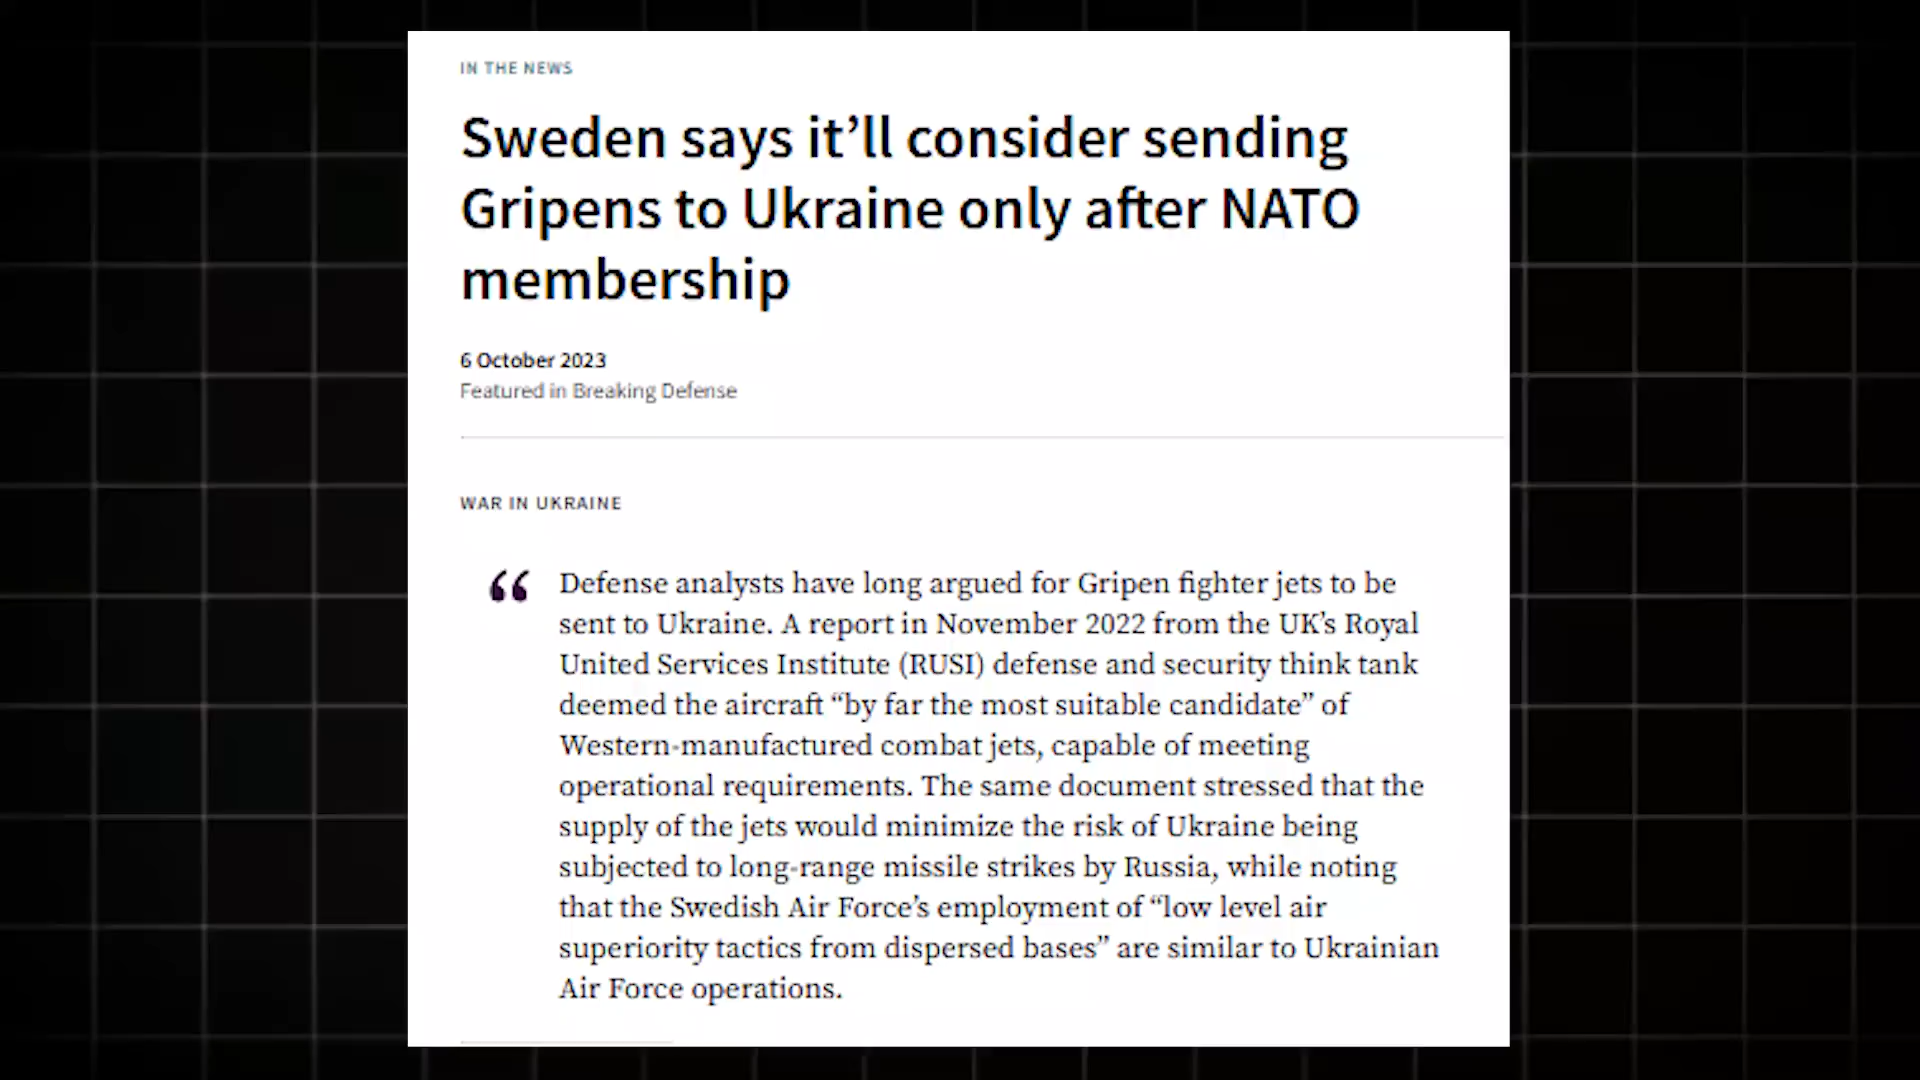 IN THE NEWS
Sweden says it’ll consider sending
Gripens to Ukraine only after NATO
membership
6 October 2023
Featured in Breaking Defense
WAR IN UKRAINE
“ Defense analysts have long argued for Gripen fighter jets to be
sent to Ukraine. A report in November 2022 from the UK’s Royal
United Services Institute (RUSI) defense and security think tank
deemed the aircraft “by far the most suitable candidate” of
Western-manufactured combat jets, capable of meeting
operational requirements. The same document stressed that the
supply of the jets would minimize the risk of Ukraine being
subjected to long-range missile strikes by Russia, while noting
that the Swedish Air Force’s employment of “low level air
superiority tactics from dispersed bases” are similar to Ukrainian
Air Force operations.